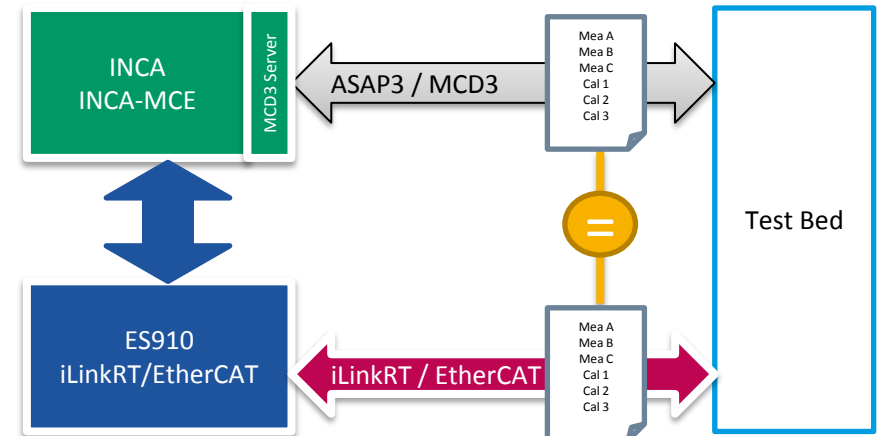 INCA
INCA-MCE
MCD3 Server
ASAP3 / MCD3
Mea A
Mea B
Mea C
Cal 1
Cal 2
Cal 3
=
Test Bed
ES910
iLinkRT/EtherCAT
iLinkRT / EtherCAT
Mea A
Mea B
Mea C
Cal 1
Cal 2
Cal 3